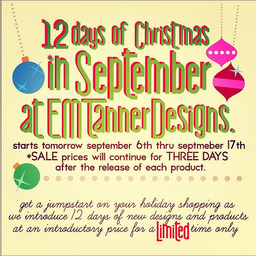 12 days of Christmas
in September
at EM Tanner Designs.
starts tomorrow september 6th thru septmeber 17th
*SALE prices will continue for THREE DAYS
after the release of each product.
get a jumpstart on your holiday shopping as
we introduce 12 days of new designs and products
at an introductory price for a limited time only